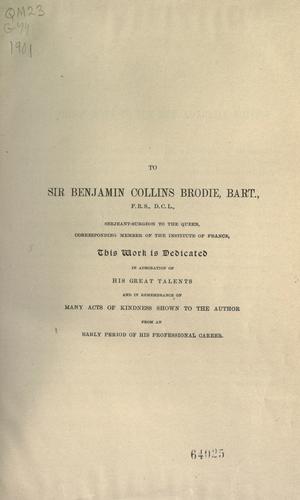 QM23
G74
1901
TO
SIR BENJAMIN COLLINS BRODIE, BART.,
F.R.S., D.C.L.,
SERJEANT-SURGEON TO THE QUEEN,
CORRESPONDING MEMBER OF THE INSTITUTE OF FRANCE,
This Work is Dedicated
IN ADMIRATION OF
HIS GREAT TALENTS
AND IN REMEMBRANCE OF
MANY ACTS OF KINDNESS SHOWN TO THE AUTHOR
FROM AN
EARLY PERIOD OF HIS PROFESSIONAL CAREER.
64925